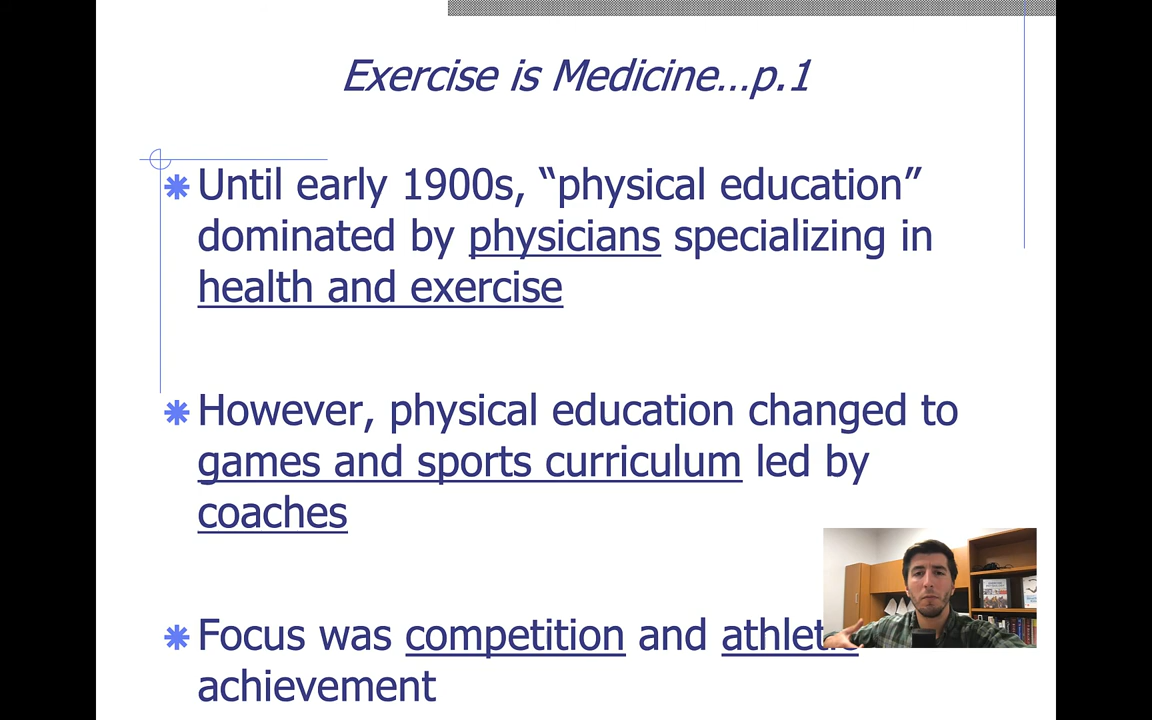 Exercise is Medicine...p.1
Until early 1900s, “physical education”
dominated by physicians specializing in
health and exercise
However, physical education changed to
games and sports curriculum led by
coaches
Focus was competition and athletic
achievement